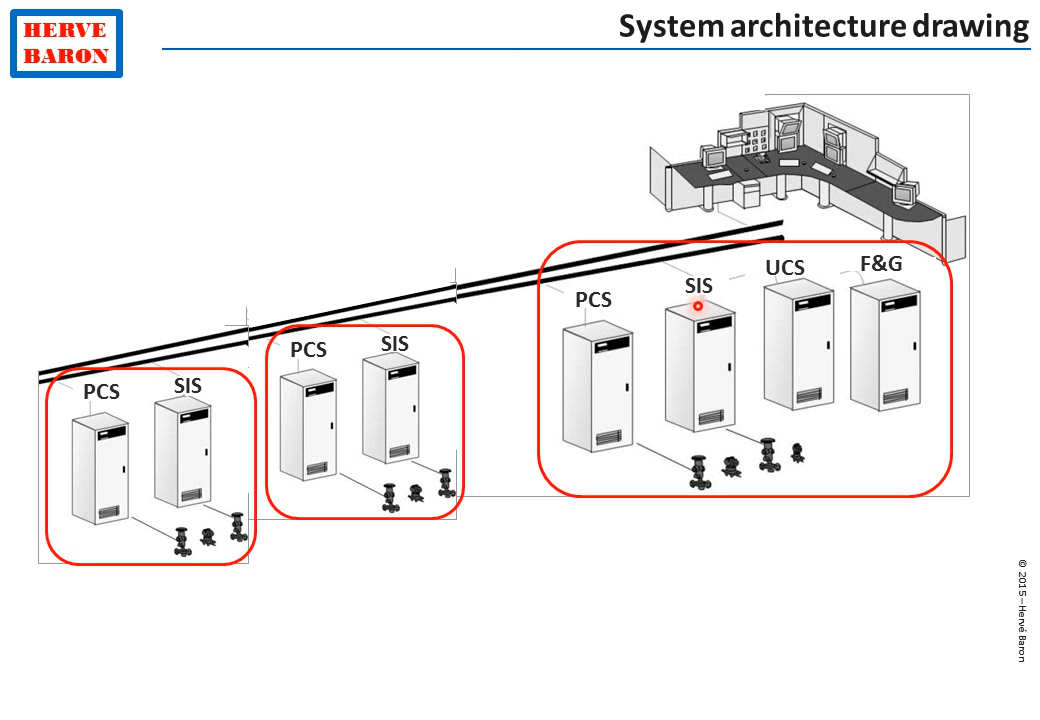 HERVE
BARON
System architecture drawing
PCS
SIS
UCS
F&G
PCS
SIS
PCS
SIS
© 2015 – Hervé Baron